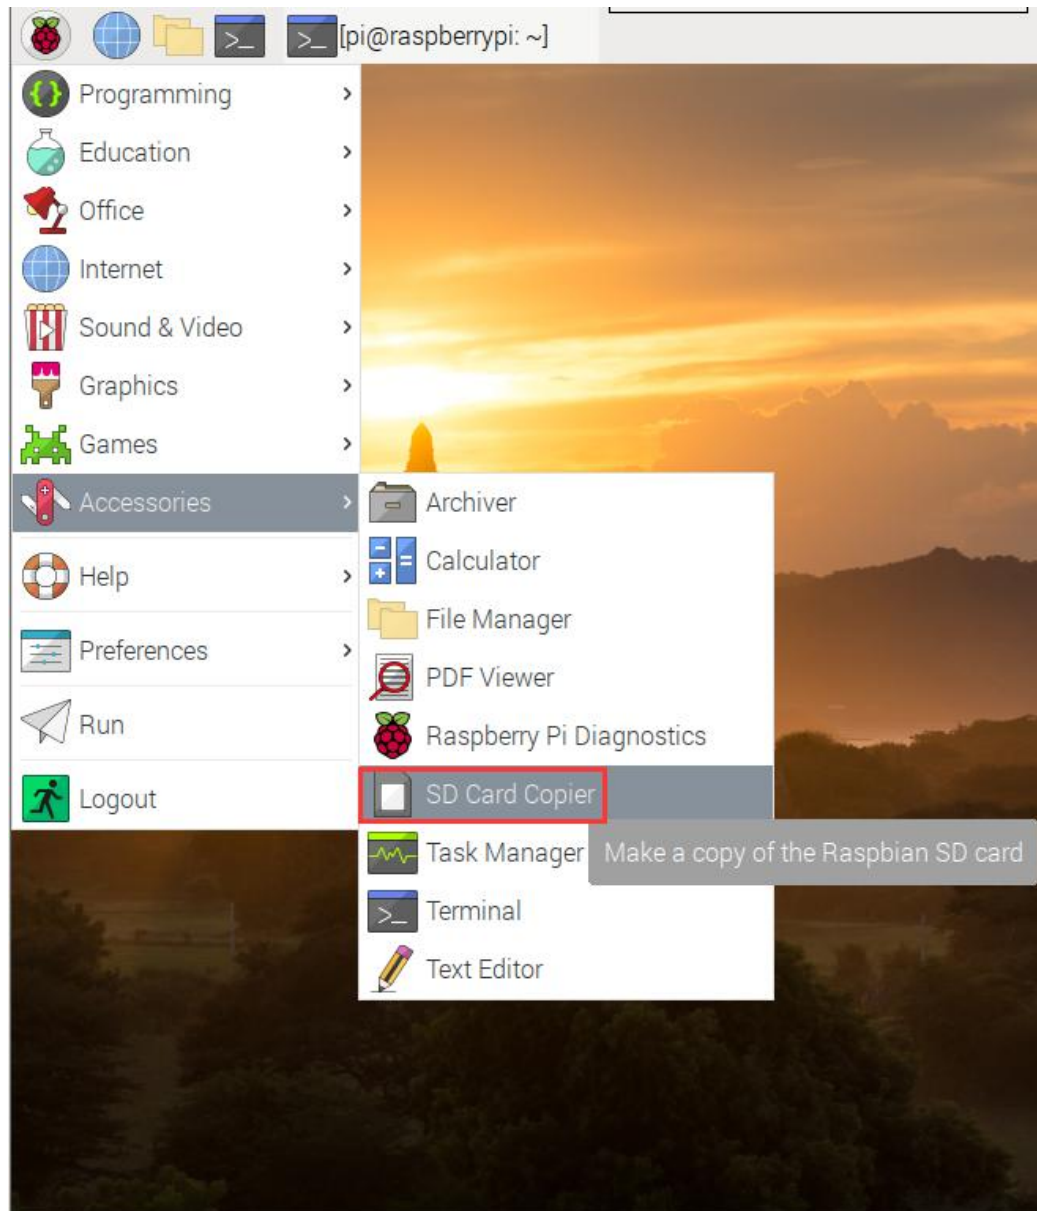 [pi@raspberrypi: ~]
Programming
Education
Office
Internet
Sound & Video
Graphics
Games
Accessories
Help
Preferences
Run
Logout
Archiver
Calculator
File Manager
PDF Viewer
Raspberry Pi Diagnostics
SD Card Copier
Task Manager
Make a copy of the Raspbian SD card
Terminal
Text Editor